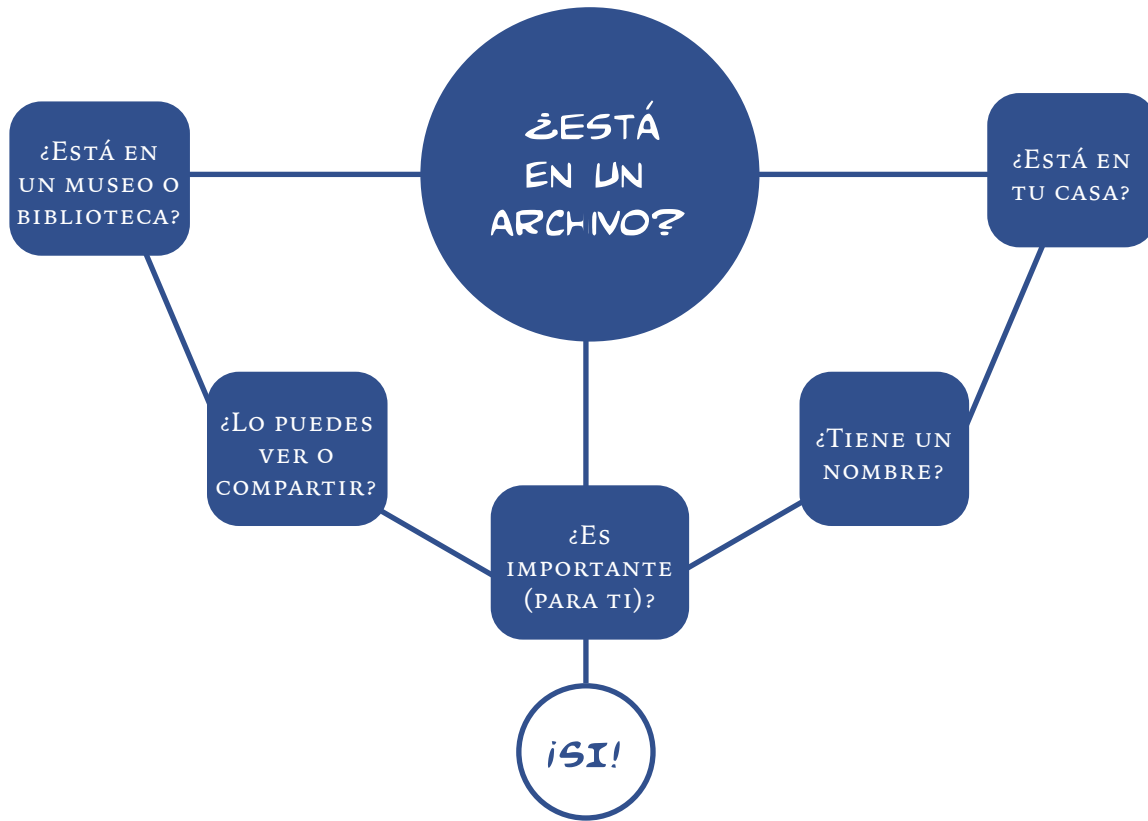 ¿ESTÁ
EN UN
ARCHIVO?
¿ESTÁ EN
UN MUSEO O
BIBLIOTECA?
¿ESTÁ EN
TU CASA?
¿LO PUEDES
VER O
COMPARTIR?
¿TIENE UN
NOMBRE?
¿ES
IMPORTANTE
(PARA TI)?
¡SI!